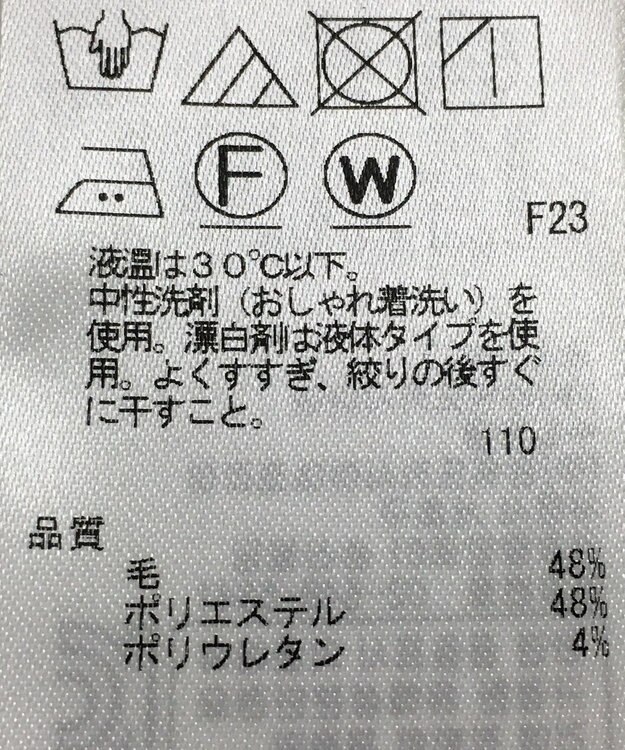 F W
F23
液温は30℃以下。
中性洗剤（おしゃれ着洗い）を
使用。漂白剤は液体タイプを使
用。よくすすぎ、絞りの後すぐ
に干すこと。
110
品質
毛 48%
ポリエステル 48%
ポリウレタン 4%